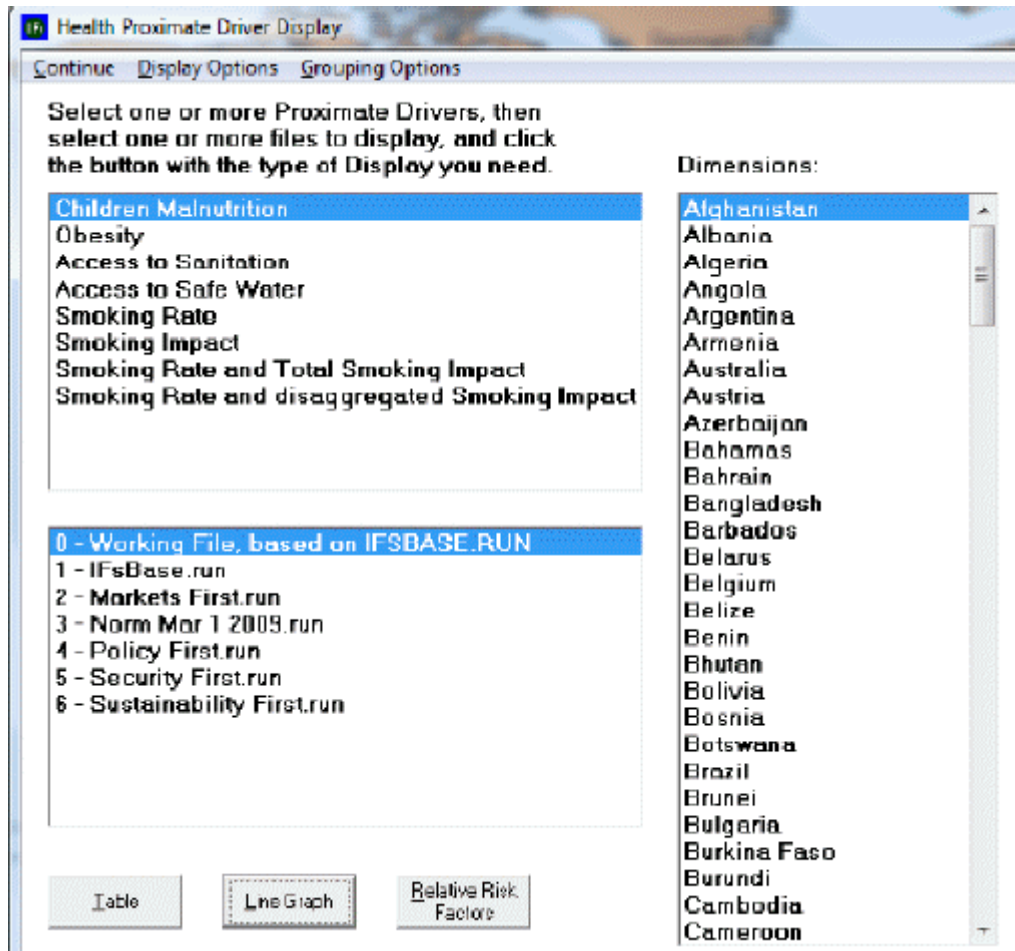 IFs Health Proximate Driver Display
Continue Display Options Grouping Options
Select one or more Proximate Drivers, then
select one or more files to display, and click
the button with the type of Display you need.
Children Malnutrition
Obesity
Access to Sanitation
Access to Safe Water
Smoking Rate
Smoking Impact
Smoking Rate and Total Smoking Impact
Smoking Rate and disaggregated Smoking Impact
0 - Working File, based on IFSBASE.RUN
1 - IFsBase.run
2 - Markets First.run
3 - Norm Mar 1 2009.run
4 - Policy First.run
5 - Security First.run
6 - Sustainability First.run
Table Line Graph Relative Risk
Factors
Dimensions:
Afghanistan
Albania
Algeria
Angola
Argentina
Armenia
Australia
Austria
Azerbaijan
Bahamas
Bahrain
Bangladesh
Barbados
Belarus
Belgium
Belize
Benin
Bhutan
Bolivia
Bosnia
Botswana
Brazil
Brunei
Bulgaria
Burkina Faso
Burundi
Cambodia
Cameroon